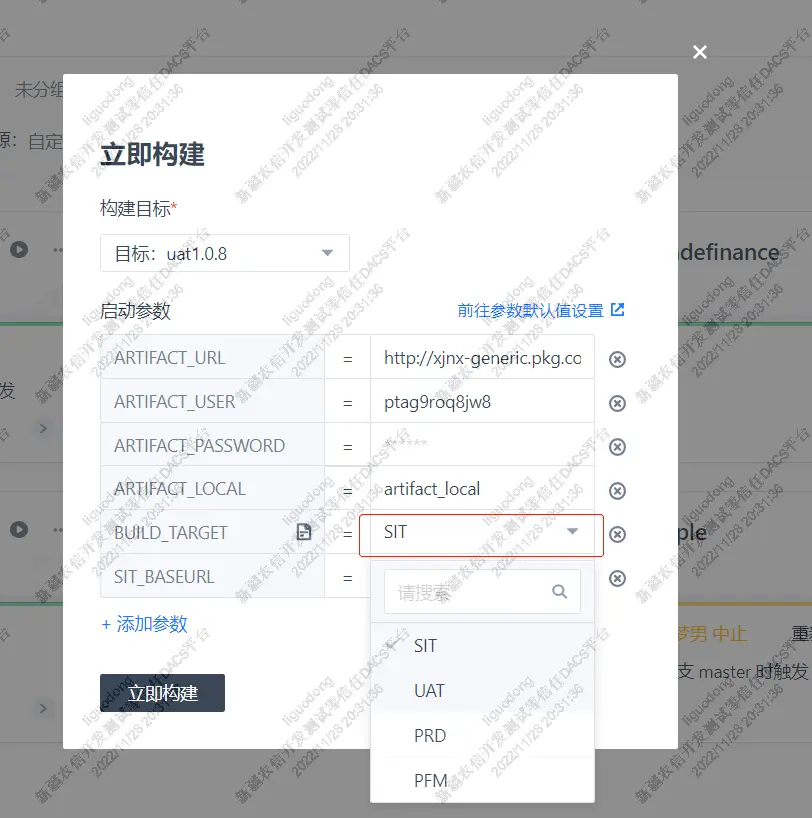 未分组
源：自定
立即构建
构建目标*
目标：uat1.0.8
启动参数
前往参数默认值设置
ARTIFACT_URL = http://xjnx-generic.pkg.co
ARTIFACT_USER = ptag9roq8jw8
ARTIFACT_PASSWORD = ******
ARTIFACT_LOCAL = artifact_local
BUILD_TARGET = SIT
SIT_BASEURL =
请搜索
SIT
UAT
PRD
PFM
+ 添加参数
立即构建
adefinance
发
ple
梦男 中止
重新
支 master 时触发
liguodong
新疆农信开发测试零信任DACS平台
2022/11/28 20:31:36